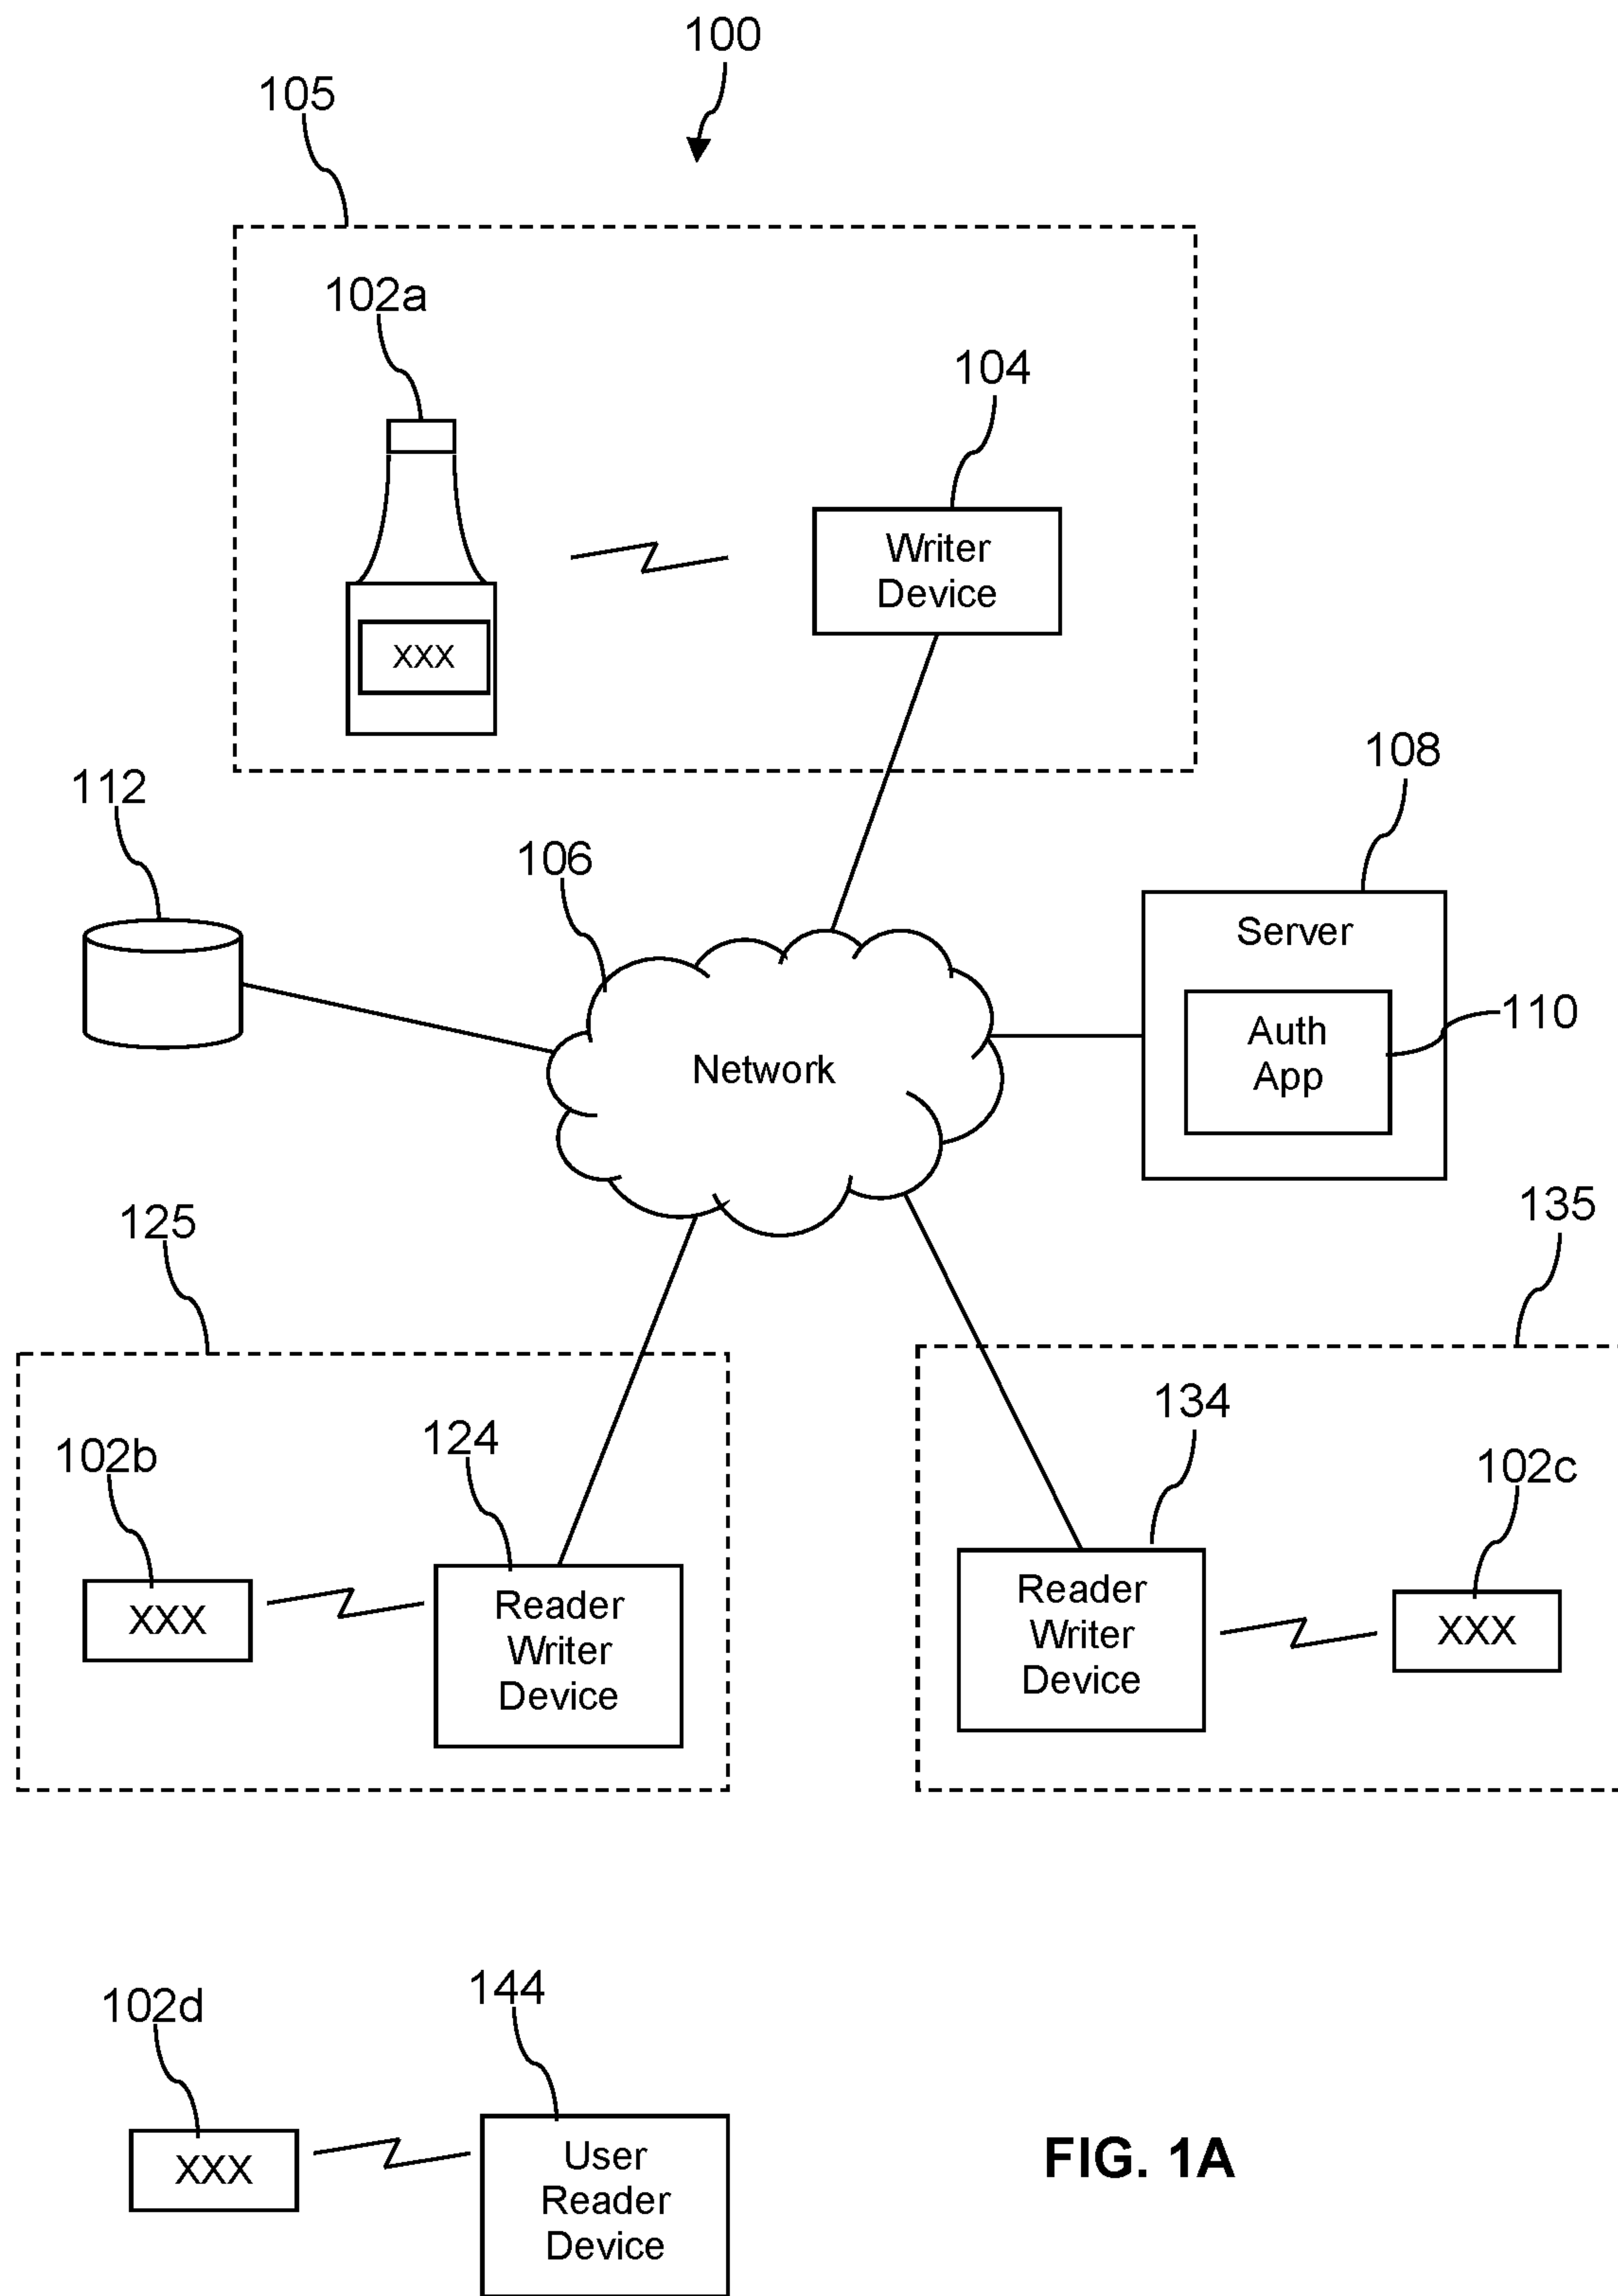 100
105
102a
104
Writer
Device
XXX
108
112
106
Server
110
Auth
App
Network
125
135
134
124
102b
102c
Reader
Writer
Device
XXX
Reader
Writer
Device
XXX
144
102d
User
Reader
Device
XXX
FIG. 1A